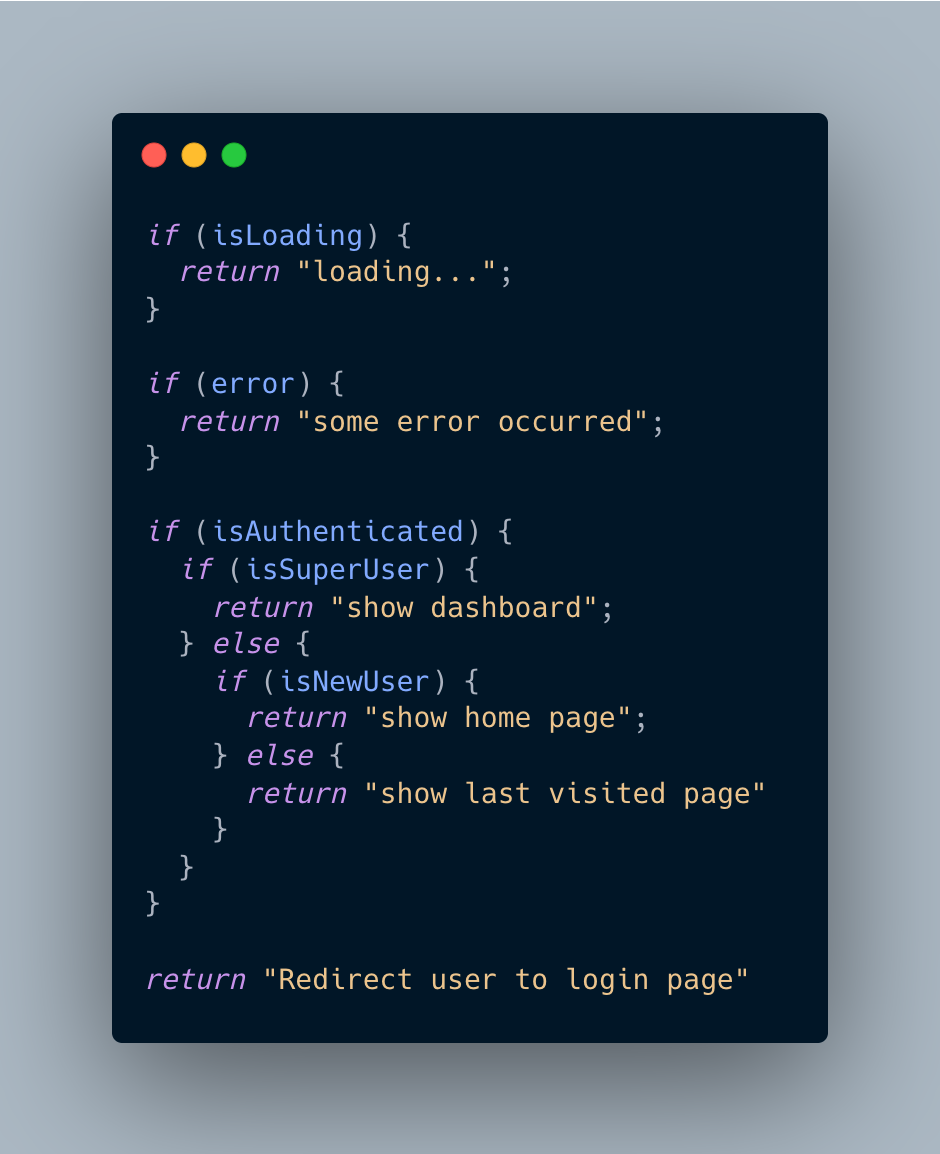 if (isLoading) {
  return "loading...";
}

if (error) {
  return "some error occurred";
}

if (isAuthenticated) {
  if (isSuperUser) {
    return "show dashboard";
  } else {
    if (isNewUser) {
      return "show home page";
    } else {
      return "show last visited page"
    }
  }
}

return "Redirect user to login page"